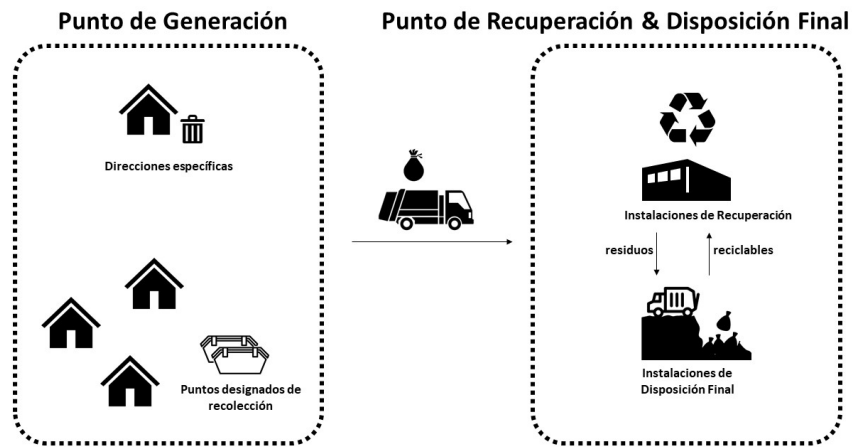 Punto de Generación
Punto de Recuperación & Disposición Final
Direcciones específicas
Puntos designados de
recolección
Instalaciones de Recuperación
residuos
reciclables
Instalaciones de
Disposición Final